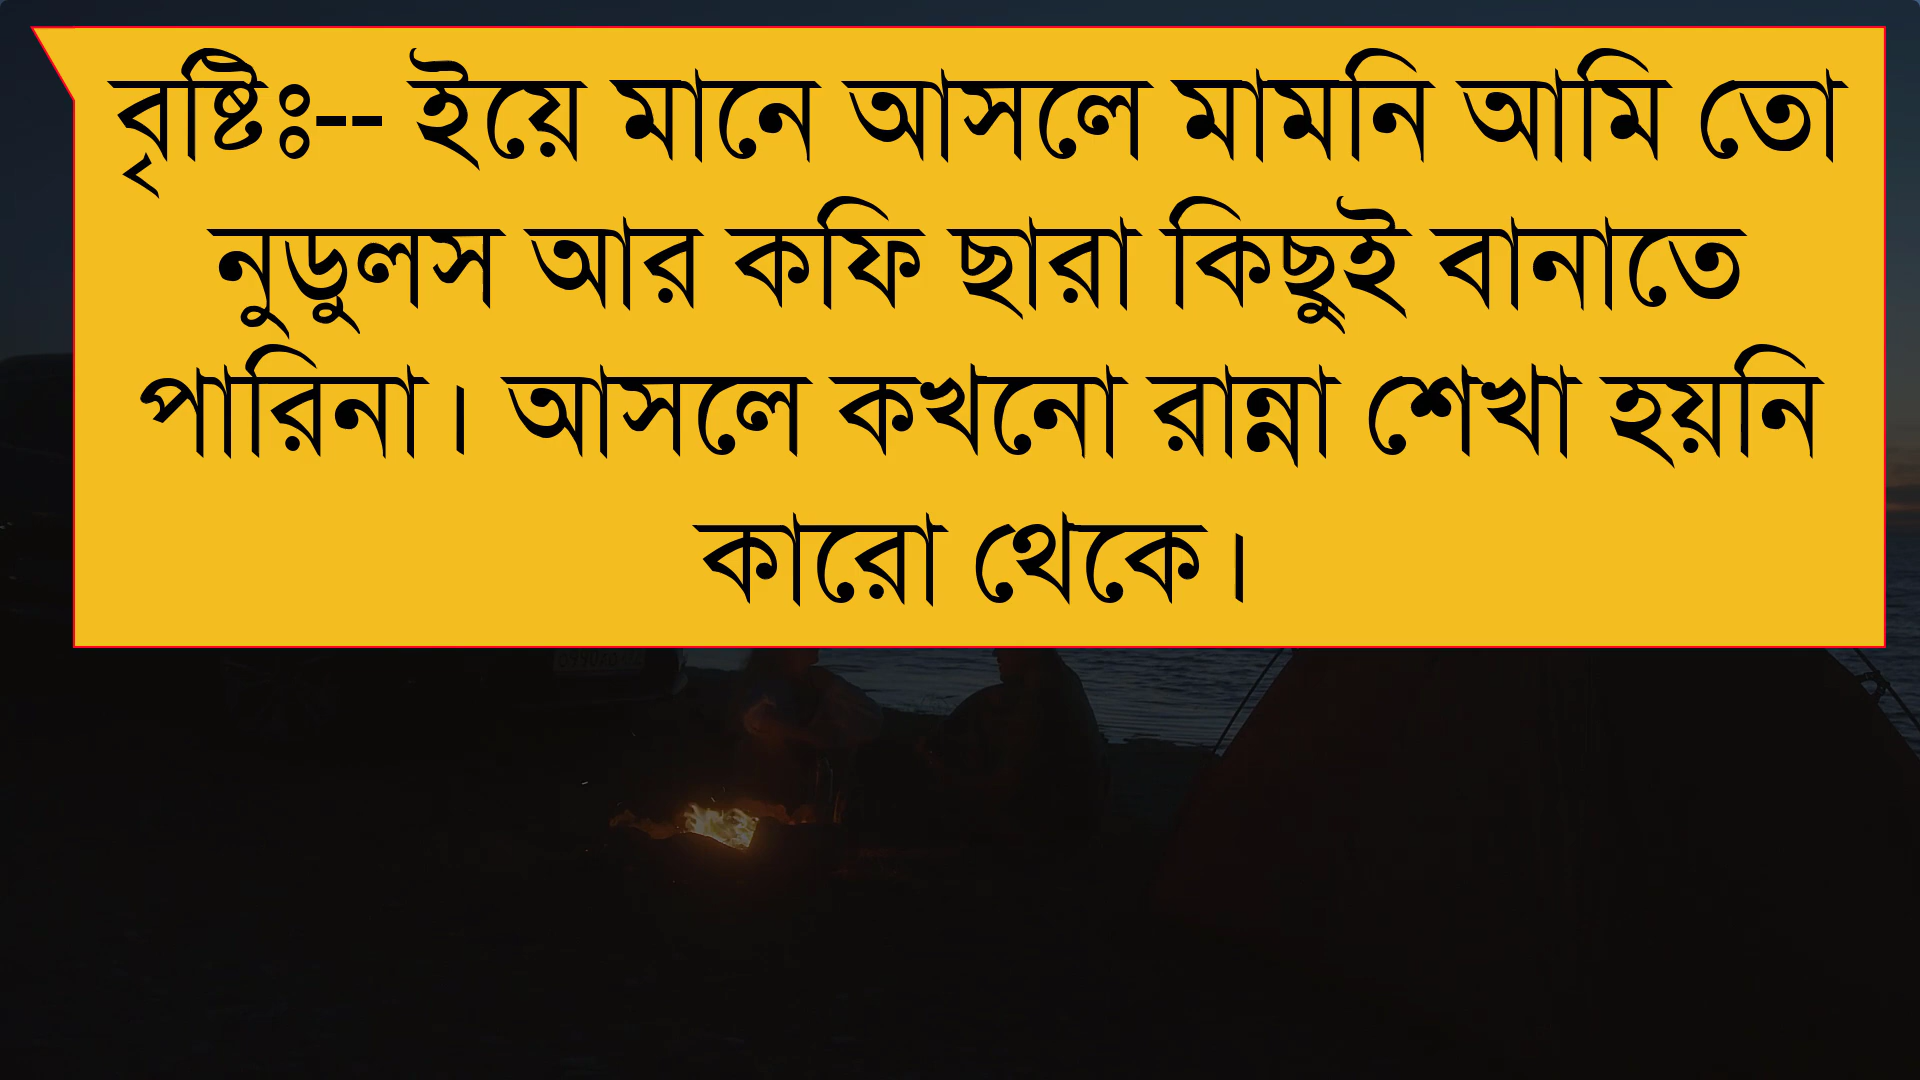 বৃষ্টিঃ-- ইয়ে মানে আসলে মামনি আমি তো
নুডুলস আর কফি ছারা কিছুই বানাতে
পারিনা। আসলে কখনো রান্না শেখা হয়নি
কারো থেকে।